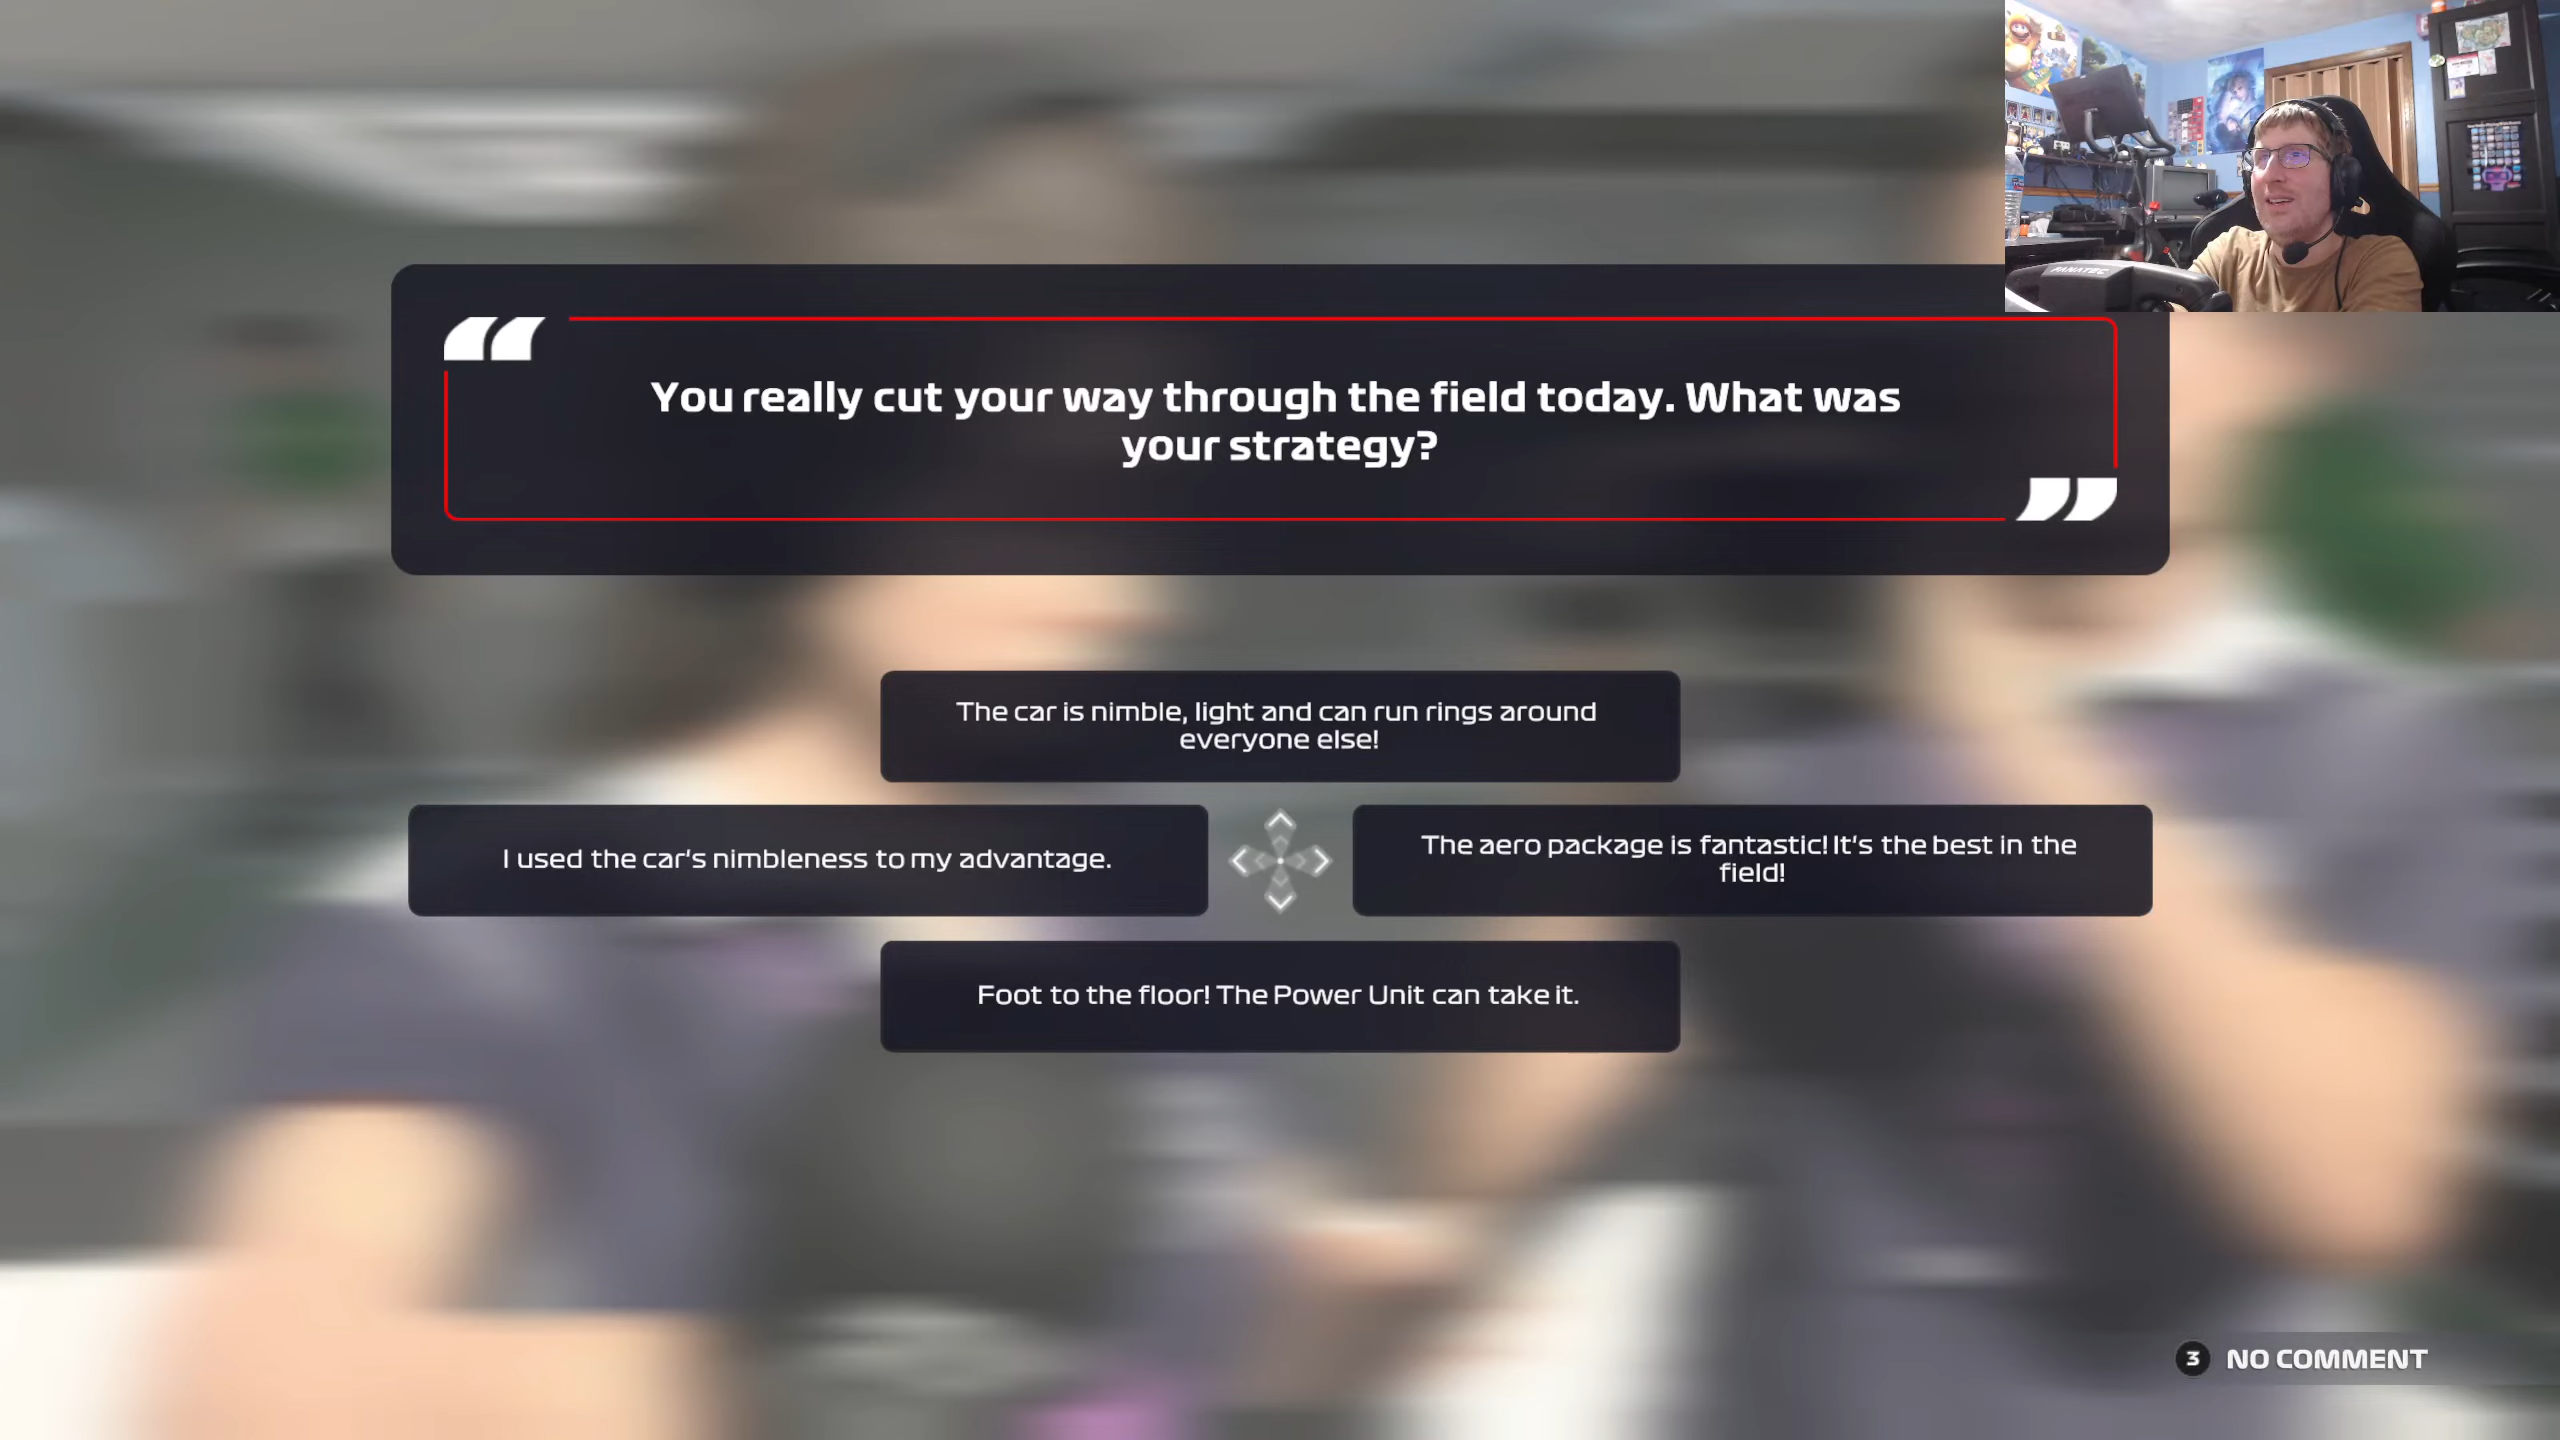 You really cut your way through the field today. What was
your strategy?
The car is nimble, light and can run rings around
everyone else!
I used the car's nimbleness to my advantage.
The aero package is fantastic! It's the best in the
field!
Foot to the floor! The Power Unit can take it.
3 NO COMMENT
FANATEC